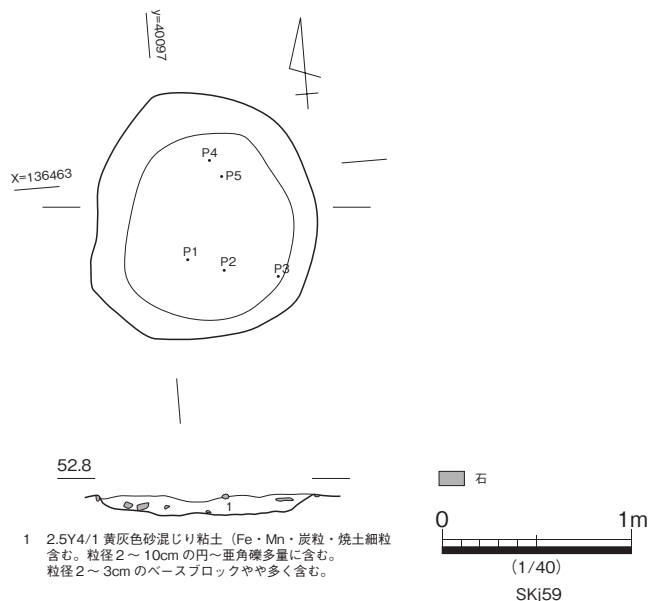 y=40097
X=136463
P4
P5
P1
P2
P3
52.8
石
1
1 2.5Y4/1 黄灰色砂混じり粘土（Fe・Mn・炭粒・焼土細粒
含む。粒径２～ 10cm の円～亜角礫多量に含む。
粒径２～ 3cm のベースブロックやや多く含む。
0 1m
（1/40）
SKj59